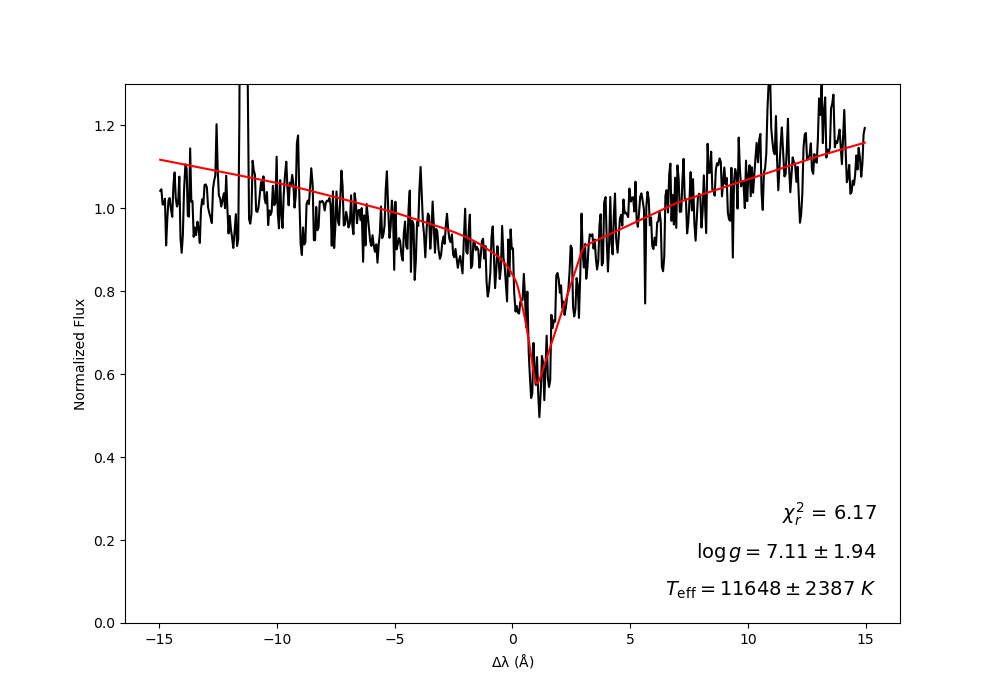 1.2
1.0
0.8
0.6
0.4
0.2
0.0
Normalized Flux
χ²ᵣ = 6.17
log g = 7.11 ± 1.94
T_eff = 11648 ± 2387 K
−15 −10 −5 0 5 10 15
Δλ (Å)